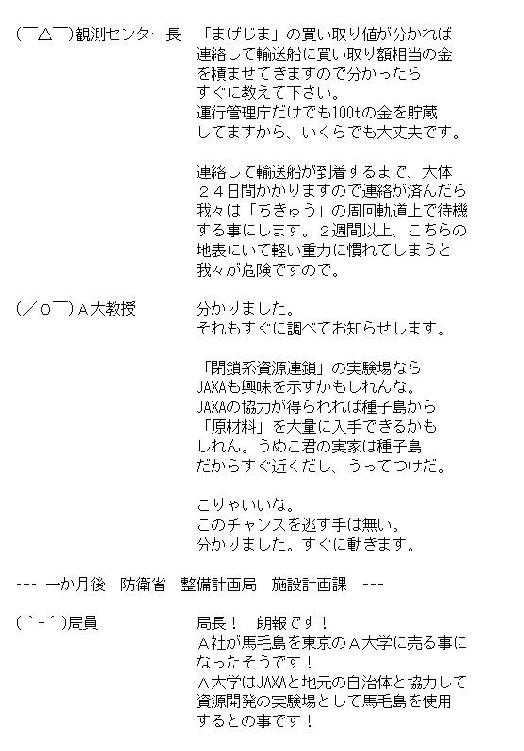 (￣△￣)観測センター長　「まげじま」の買い取り値が分かれば
連絡して輸送船に買い取り額相当の金
を積ませてきますので分かったら
すぐに教えて下さい。
運行管理庁だけでも100tの金を貯蔵
してますから、いくらでも大丈夫です。
連絡して輸送船が到着するまで、大体
２４日間かかりますので連絡が済んだら
我々は「ぢきゅう」の周回軌道上で待機
する事にします。２週間以上、こちらの
地表にいて軽い重力に慣れてしまうと
我々が危険ですので。
(／０￣)Ａ大教授　分かりました。
それもすぐに調べてお知らせします。
「閉鎖系資源連鎖」の実験場なら
JAXAも興味を示すかもしれんな。
JAXAの協力が得られれば種子島から
「原材料」を大量に入手できるかも
しれん。うめこ君の実家は種子島
だからすぐ近くだし、うってつけだ。
こりゃいいな。
このチャンスを逃す手は無い。
分かりました。すぐに動きます。
--- 一か月後　防衛省　整備計画局　施設計画課　---
(｀-´)局員　局長！　朗報です！
Ａ社が馬毛島を東京のＡ大学に売る事に
なったそうです！
Ａ大学はJAXAと地元の自治体と協力して
資源開発の実験場として馬毛島を使用
するとの事です！